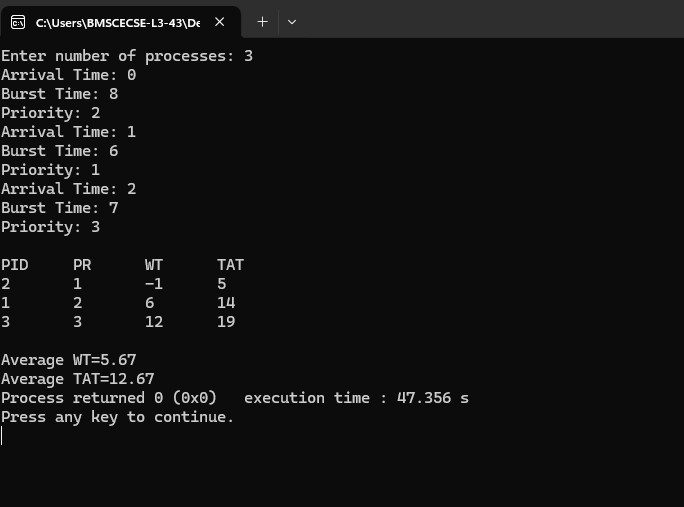 C:\Users\BMSCECSE-L3-43\De
Enter number of processes: 3
Arrival Time: 0
Burst Time: 8
Priority: 2
Arrival Time: 1
Burst Time: 6
Priority: 1
Arrival Time: 2
Burst Time: 7
Priority: 3
PID PR WT TAT
2 1 -1 5
1 2 6 14
3 3 12 19
Average WT=5.67
Average TAT=12.67
Process returned 0 (0x0) execution time : 47.356 s
Press any key to continue.